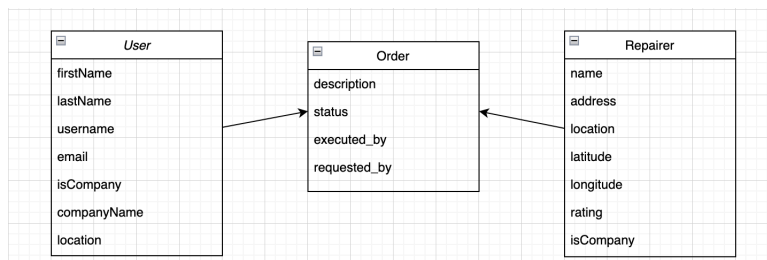 User
firstName
lastName
username
email
isCompany
companyName
location
Order
description
status
executed_by
requested_by
Repairer
name
address
location
latitude
longitude
rating
isCompany